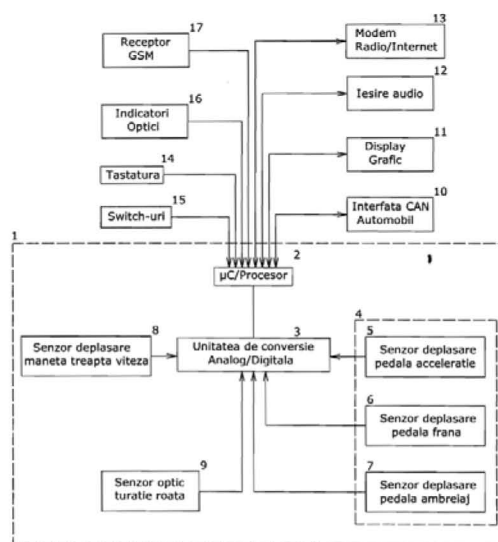 17
Receptor
GSM
13
Modem
Radio/Internet
16
Indicatori
Optici
12
Iesire audio
14
Tastatura
11
Display
Grafic
15
Switch-uri
10
Interfata CAN
Automobil
1
2
µC/Procesor
3
Unitatea de conversie
Analog/Digitala
8
Senzor deplasare
maneta treapta viteza
4
5
Senzor deplasare
pedala acceleratie
6
Senzor deplasare
pedala frana
9
Senzor optic
turatie roata
7
Senzor deplasare
pedala ambreiaj